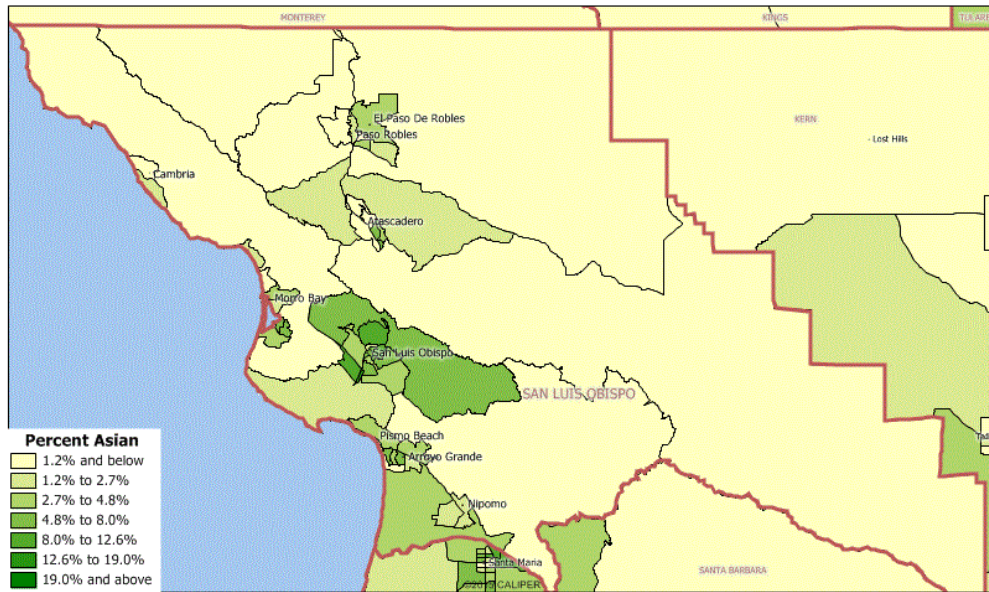 MONTEREY
KINGS
TULARE
El Paso De Robles
Paso Robles
KERN
Lost Hills
Cambria
Atascadero
Morro Bay
San Luis Obispo
SAN LUIS OBISPO
Pismo Beach
Arroyo Grande
Nipomo
Santa Maria
SANTA BARBARA
Percent Asian
1.2% and below
1.2% to 2.7%
2.7% to 4.8%
4.8% to 8.0%
8.0% to 12.6%
12.6% to 19.0%
19.0% and above